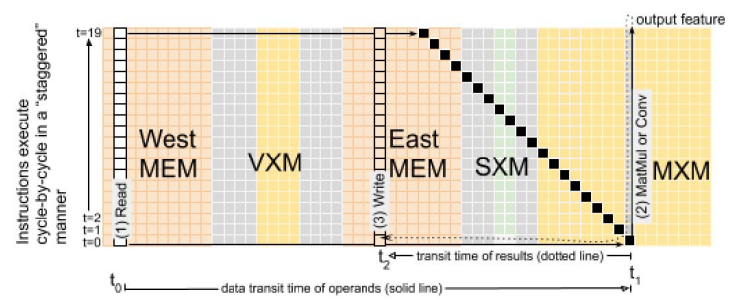 output feature
t=19
Instructions execute
cycle-by-cycle in a "staggered"
manner
t=2
t=1
t=0
(1) Read
West
MEM
VXM
(3) Write
East
MEM
SXM
(2) MatMul or Conv
MXM
t2
transit time of results (dotted line)
t0
data transit time of operands (solid line)
t1